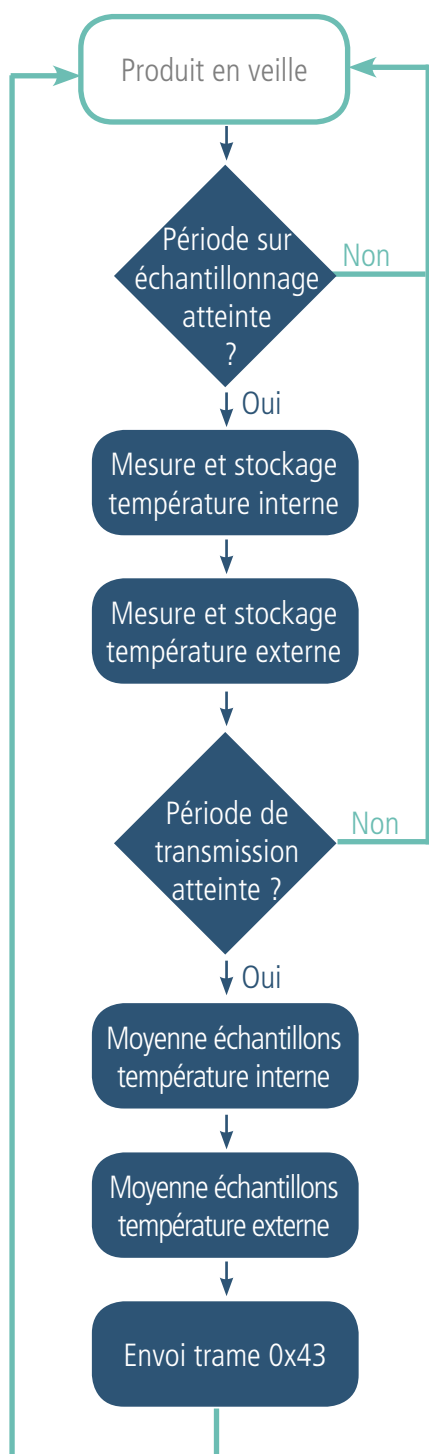 Produit en veille
Période sur
échantillonnage
atteinte
?
Non
Oui
Mesure et stockage
température interne
Mesure et stockage
température externe
Période de
transmission
atteinte ?
Non
Oui
Moyenne échantillons
température interne
Moyenne échantillons
température externe
Envoi trame 0x43